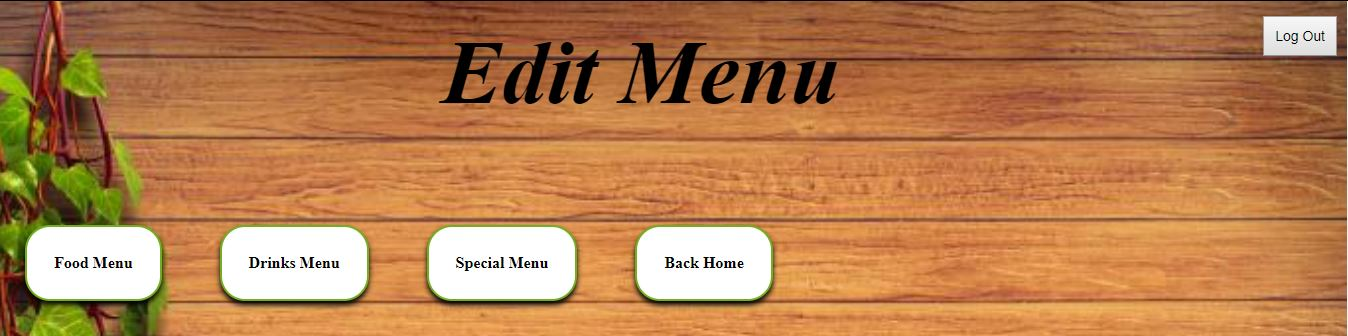 Log Out
Edit Menu
Food Menu
Drinks Menu
Special Menu
Back Home